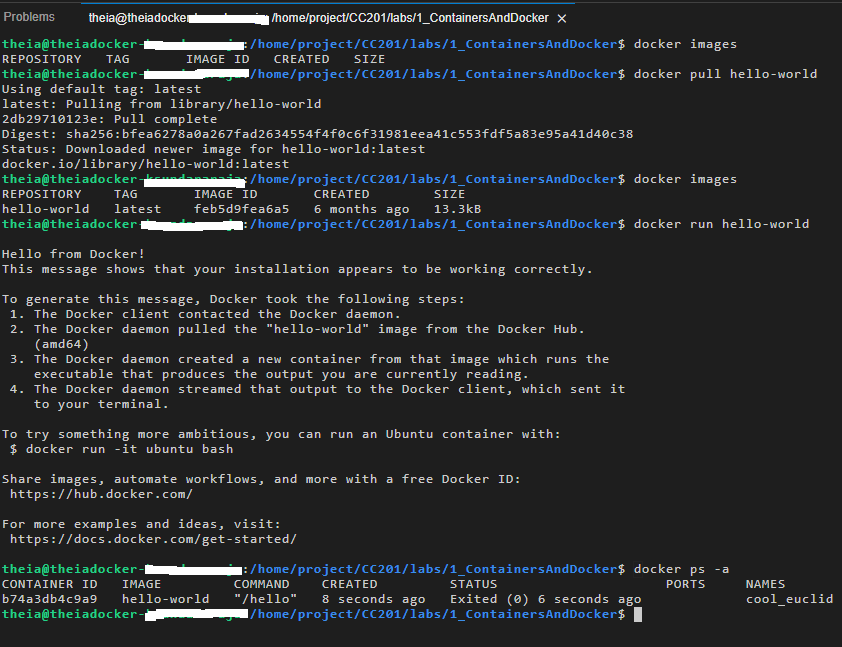 Problems theia@theiadocker- /home/project/CC201/labs/1_ContainersAndDocker ×
theia@theiadocker- :/home/project/CC201/labs/1_ContainersAndDocker$ docker images
REPOSITORY TAG IMAGE ID CREATED SIZE
theia@theiadocker- :/home/project/CC201/labs/1_ContainersAndDocker$ docker pull hello-world
Using default tag: latest
latest: Pulling from library/hello-world
2db29710123e: Pull complete
Digest: sha256:bfea6278a0a267fad2634554f4f0c6f31981eea41c553fdf5a83e95a41d40c38
Status: Downloaded newer image for hello-world:latest
docker.io/library/hello-world:latest
theia@theiadocker- :/home/project/CC201/labs/1_ContainersAndDocker$ docker images
REPOSITORY TAG IMAGE ID CREATED SIZE
hello-world latest feb5d9fea6a5 6 months ago 13.3kB
theia@theiadocker- :/home/project/CC201/labs/1_ContainersAndDocker$ docker run hello-world
Hello from Docker!
This message shows that your installation appears to be working correctly.
To generate this message, Docker took the following steps:
1. The Docker client contacted the Docker daemon.
2. The Docker daemon pulled the "hello-world" image from the Docker Hub.
(amd64)
3. The Docker daemon created a new container from that image which runs the
executable that produces the output you are currently reading.
4. The Docker daemon streamed that output to the Docker client, which sent it
to your terminal.
To try something more ambitious, you can run an Ubuntu container with:
$ docker run -it ubuntu bash
Share images, automate workflows, and more with a free Docker ID:
https://hub.docker.com/
For more examples and ideas, visit:
https://docs.docker.com/get-started/
theia@theiadocker- :/home/project/CC201/labs/1_ContainersAndDocker$ docker ps -a
CONTAINER ID IMAGE COMMAND CREATED STATUS PORTS NAMES
b74a3db4c9a9 hello-world "/hello" 8 seconds ago Exited (0) 6 seconds ago cool_euclid
theia@theiadocker- /home/project/CC201/labs/1_ContainersAndDocker$